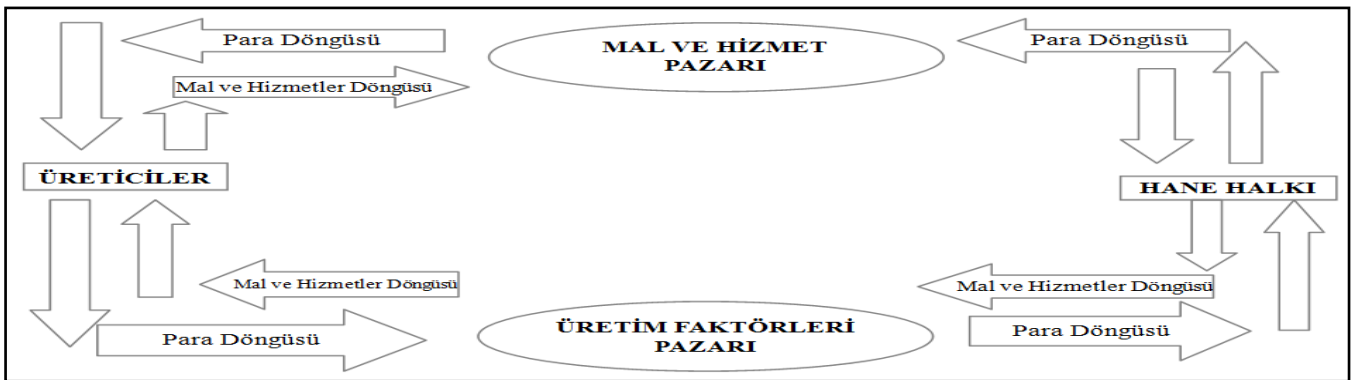 Para Döngüsü
MAL VE HİZMET
PAZARI
Para Döngüsü
Mal ve Hizmetler Döngüsü
ÜRETİCİLER
HANE HALKI
Mal ve Hizmetler Döngüsü
Mal ve Hizmetler Döngüsü
Para Döngüsü
ÜRETİM FAKTÖRLERİ
PAZARI
Para Döngüsü